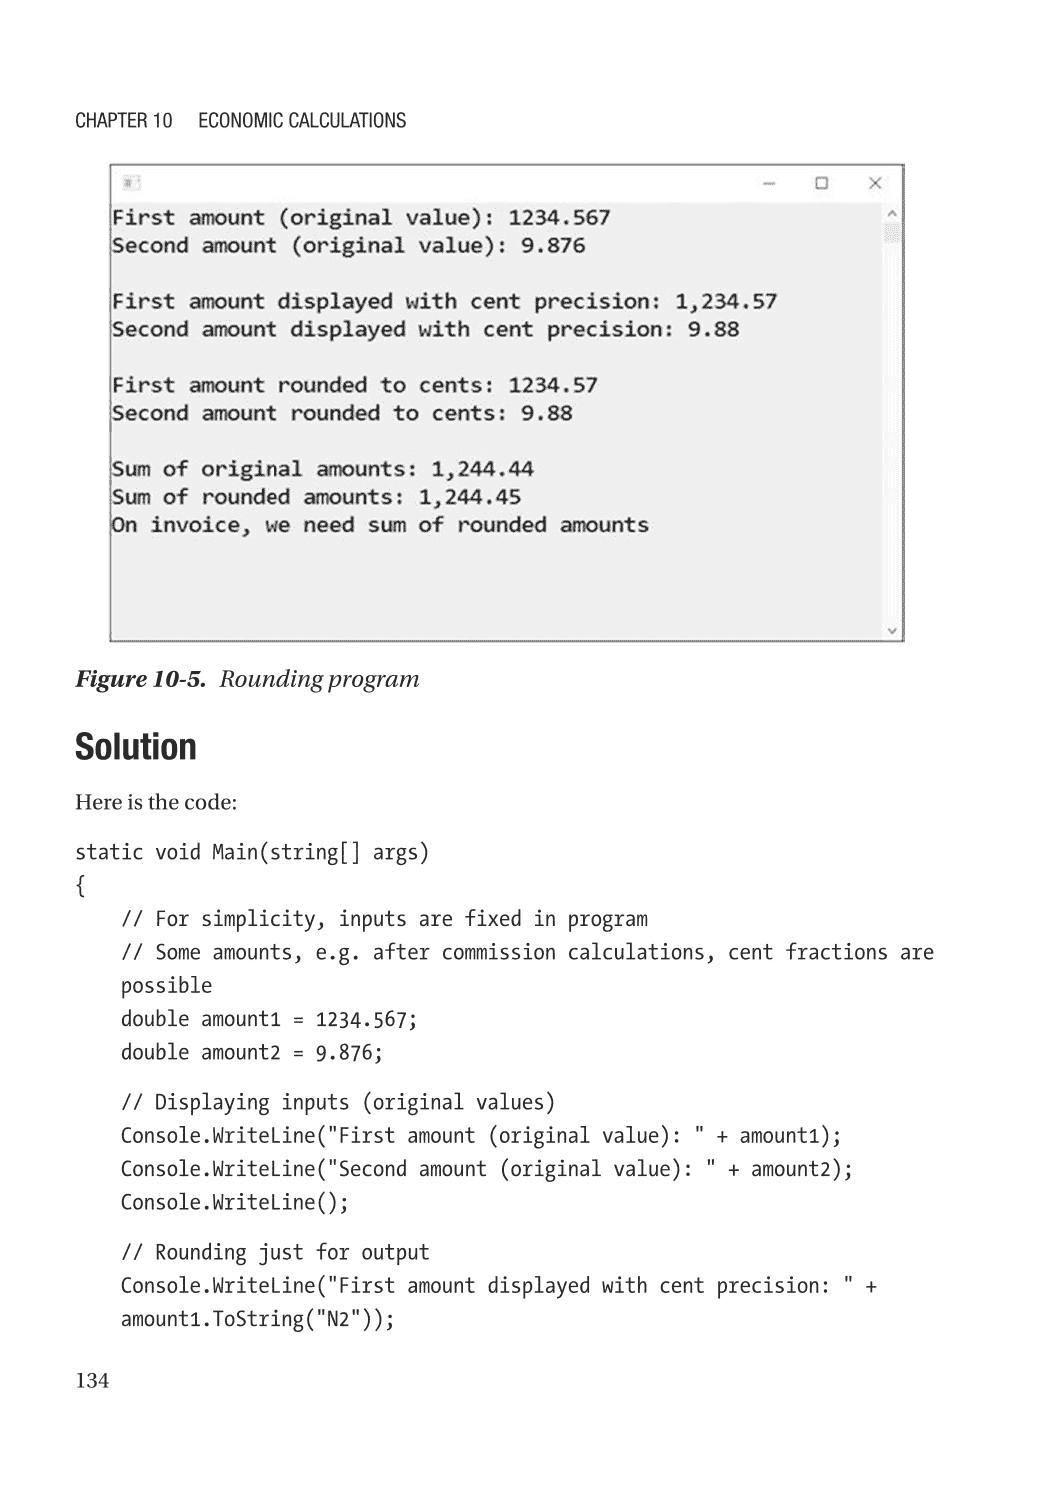 CHAPTER 10 ECONOMIC CALCULATIONS
First amount (original value): 1234.567
Second amount (original value): 9.876
First amount displayed with cent precision: 1,234.57
Second amount displayed with cent precision: 9.88
First amount rounded to cents: 1234.57
Second amount rounded to cents: 9.88
Sum of original amounts: 1,244.44
Sum of rounded amounts: 1,244.45
On invoice, we need sum of rounded amounts
Figure 10-5. Rounding program
Solution
Here is the code:
static void Main(string[] args)
{
// For simplicity, inputs are fixed in program
// Some amounts, e.g. after commission calculations, cent fractions are
possible
double amount1 = 1234.567;
double amount2 = 9.876;
// Displaying inputs (original values)
Console.WriteLine("First amount (original value): " + amount1);
Console.WriteLine("Second amount (original value): " + amount2);
Console.WriteLine();
// Rounding just for output
Console.WriteLine("First amount displayed with cent precision: " +
amount1.ToString("N2"));
134